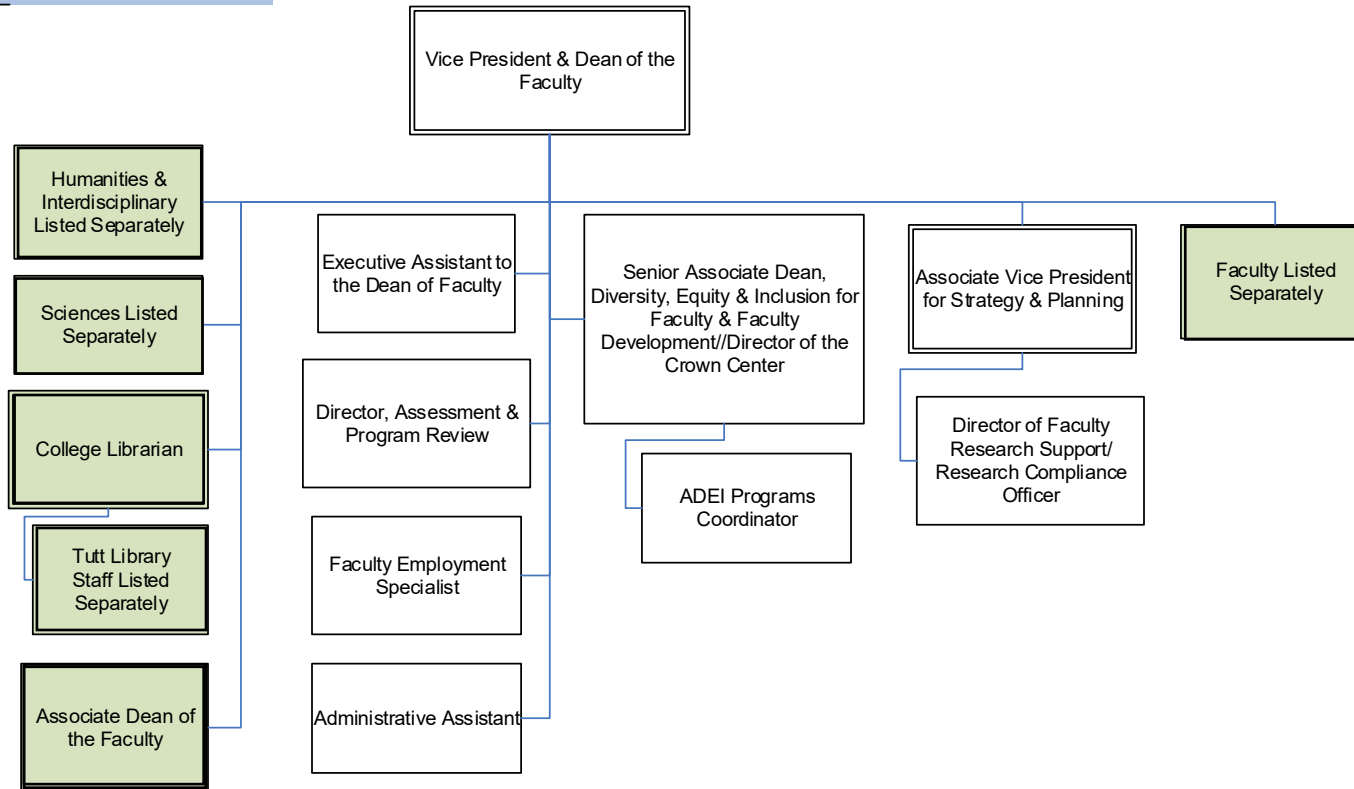 Vice President & Dean of the
Faculty
Humanities &
Interdisciplinary
Listed Separately
Sciences Listed
Separately
College Librarian
Tutt Library
Staff Listed
Separately
Associate Dean of
the Faculty
Executive Assistant to
the Dean of Faculty
Director, Assessment &
Program Review
Faculty Employment
Specialist
Administrative Assistant
Senior Associate Dean,
Diversity, Equity & Inclusion for
Faculty & Faculty
Development//Director of the
Crown Center
ADEI Programs
Coordinator
Associate Vice President
for Strategy & Planning
Director of Faculty
Research Support/
Research Compliance
Officer
Faculty Listed
Separately